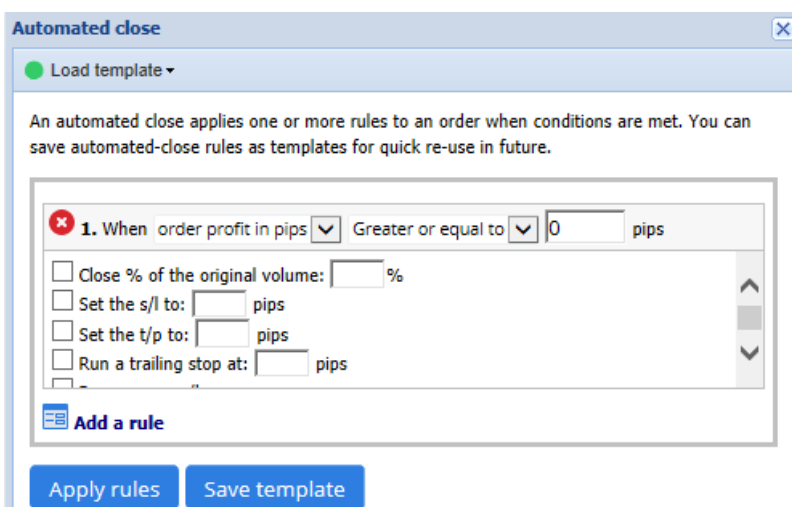 Automated close
Load template
An automated close applies one or more rules to an order when conditions are met. You can
save automated-close rules as templates for quick re-use in future.
1. When order profit in pips Greater or equal to 0 pips
Close % of the original volume: %
Set the s/l to: pips
Set the t/p to: pips
Run a trailing stop at: pips
Add a rule
Apply rules Save template